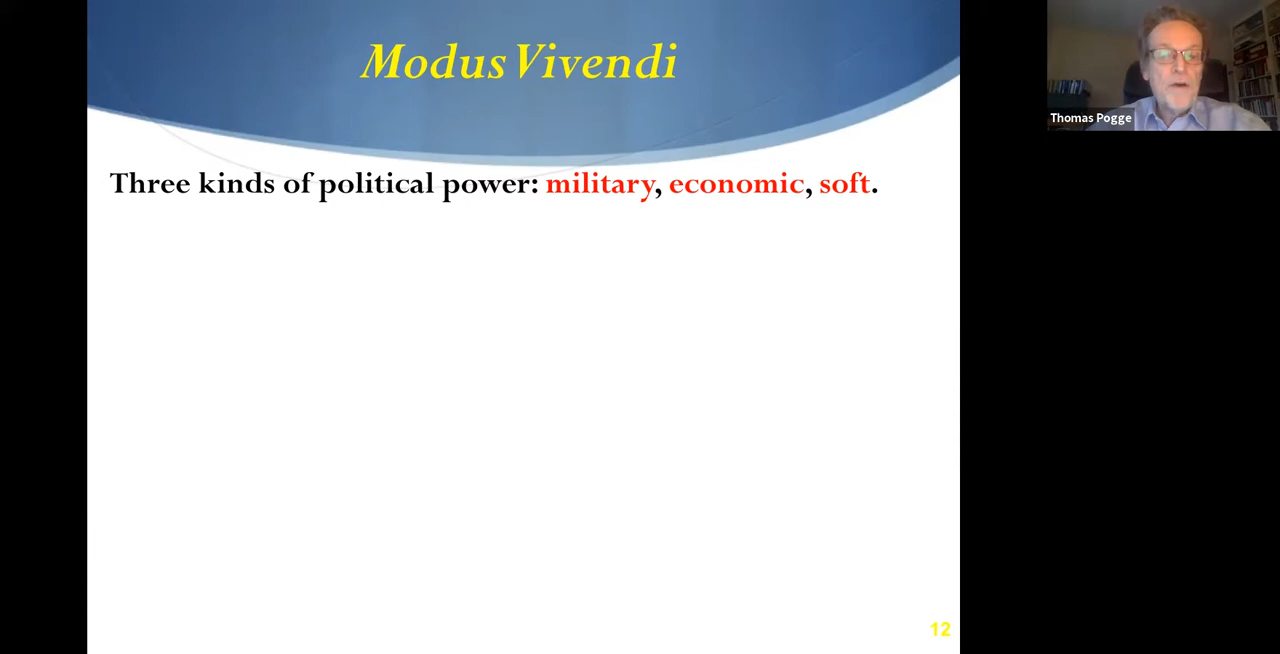 Modus Vivendi
Thomas Pogge
Three kinds of political power: military, economic, soft.
12